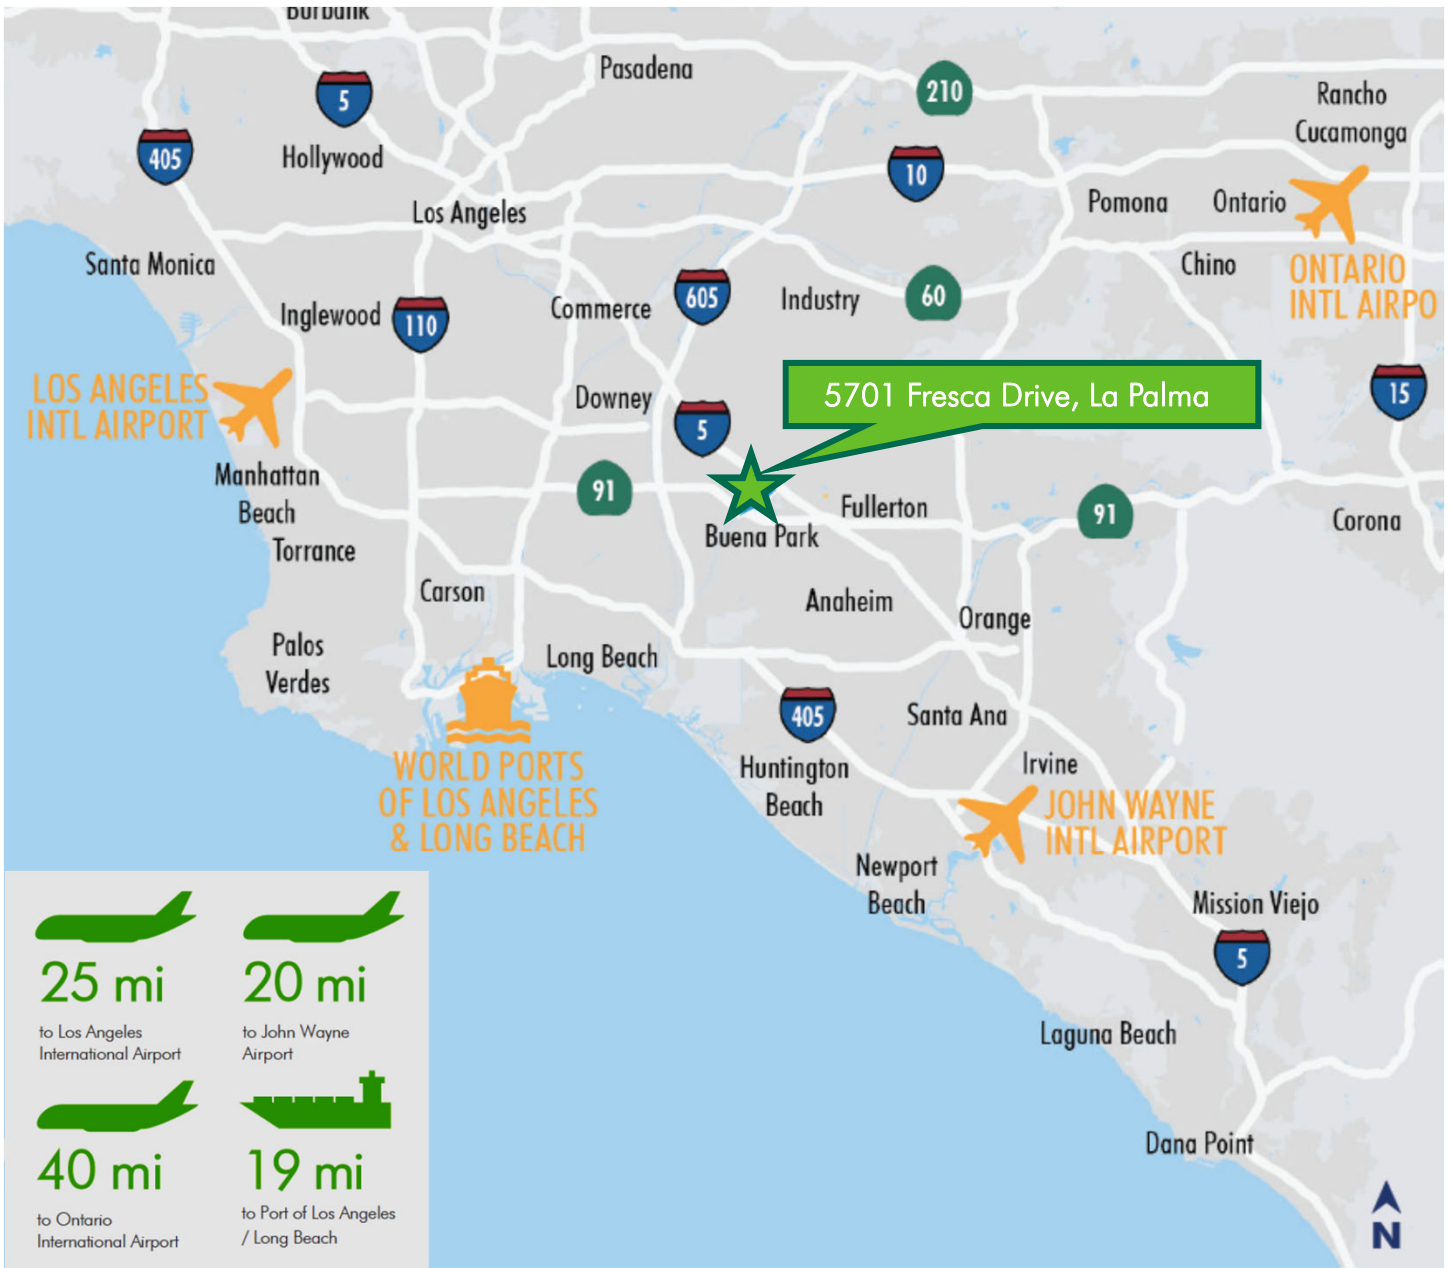 Burbank
Pasadena
5
210
Rancho
Cucamonga
405
Hollywood
10
Los Angeles
Pomona
Ontario
Santa Monica
Chino
ONTARIO
INTL AIRPO
Inglewood
110
Commerce
605
Industry
60
LOS ANGELES
INTL AIRPORT
Downey
5
5701 Fresca Drive, La Palma
15
Manhattan
Beach
91
Fullerton
91
Corona
Torrance
Buena Park
Carson
Anaheim
Orange
Palos
Verdes
Long Beach
405
Santa Ana
WORLD PORTS
OF LOS ANGELES
& LONG BEACH
Huntington
Beach
Irvine
JOHN WAYNE
INTL AIRPORT
Newport
Beach
Mission Viejo
5
Laguna Beach
Dana Point
25 mi
to Los Angeles
International Airport
20 mi
to John Wayne
Airport
40 mi
to Ontario
International Airport
19 mi
to Port of Los Angeles
/ Long Beach
N